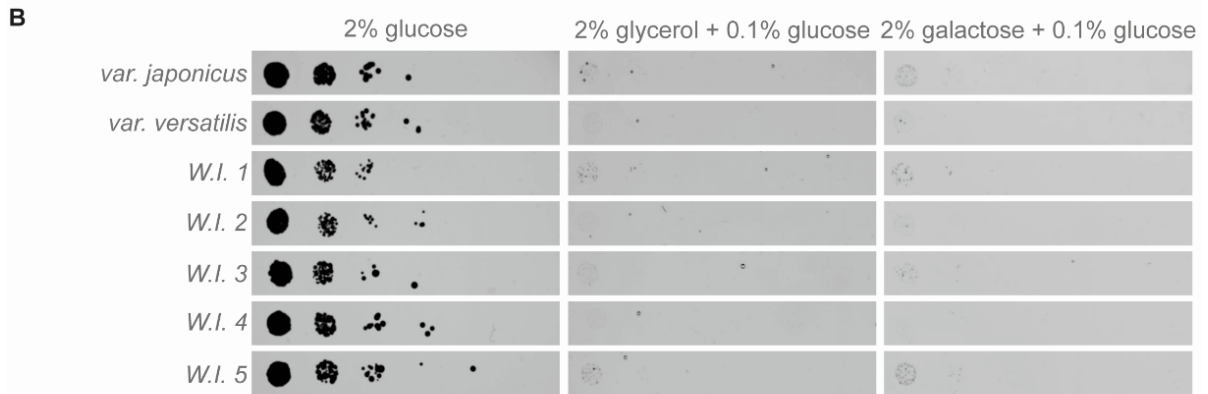 B
2% glucose
2% glycerol + 0.1% glucose
2% galactose + 0.1% glucose
var. japonicus
var. versatilis
W.I. 1
W.I. 2
W.I. 3
W.I. 4
W.I. 5